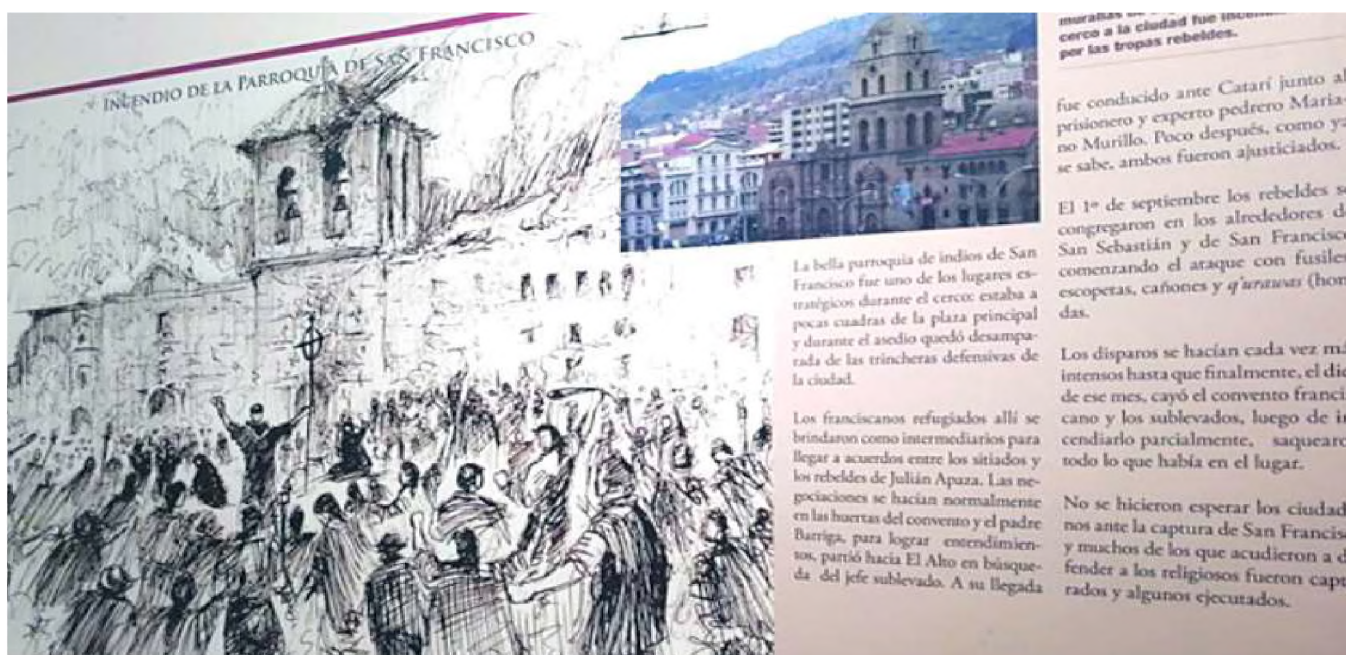 INCENDIO DE LA PARROQUIA DE SAN FRANCISCO
La bella parroquia de indios de San
Francisco fue uno de los lugares es-
tratégicos durante el cerco: estaba a
pocas cuadras de la plaza principal
y durante el asedio quedó desampa-
rada de las trincheras defensivas de
la ciudad.
Los franciscanos refugiados allí se
brindaron como intermediarios para
llegar a acuerdos entre los sitiados y
los rebeldes de Julián Apaza. Las ne-
gociaciones se hacían normalmente
en las huertas del convento y el padre
Barriga, para lograr entendimien-
tos, partió hacia El Alto en búsque-
da del jefe sublevado. A su llegada
murallas de
cerco a la ciudad fue incen
por las tropas rebeldes.
fue conducido ante Catarí junto al
prisionero y experto pedrero Maria-
no Murillo. Poco después, como ya
se sabe, ambos fueron ajusticiados.
El 1º de septiembre los rebeldes se
congregaron en los alrededores de
San Sebastián y de San Francisco
comenzando el ataque con fusiles
escopetas, cañones y q'urawas (hon
das.
Los disparos se hacían cada vez má
intensos hasta que finalmente, el día
de ese mes, cayó el convento franci
cano y los sublevados, luego de in
cendiarlo parcialmente, saquearo
todo lo que había en el lugar.
No se hicieron esperar los ciudad
nos ante la captura de San Francisc
y muchos de los que acudieron a d
fender a los religiosos fueron captu
rados y algunos ejecutados.